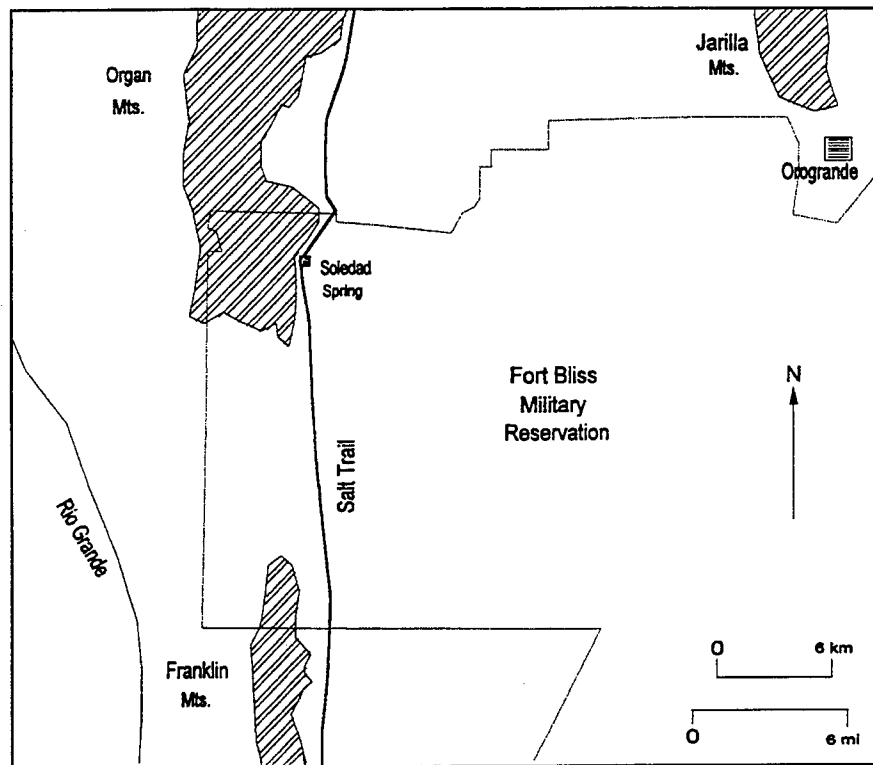 Organ
Mts.
Jarilla
Mts.
Orogrande
Soledad
Spring
Fort Bliss
Military
Reservation
N
Salt Trail
Rio Grande
Franklin
Mts.
0 6 km
0 6 mi